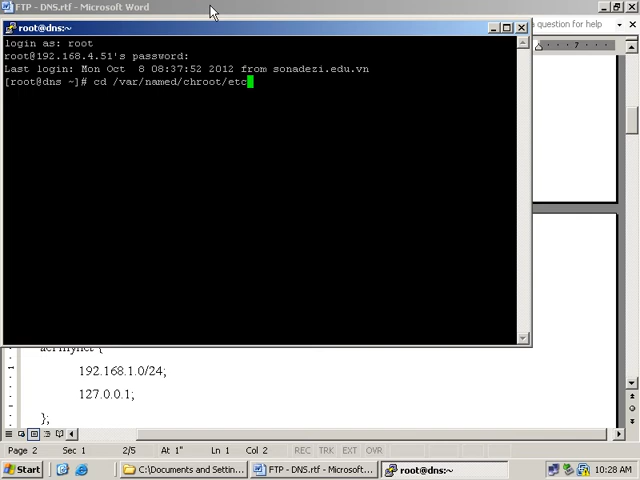 FTP - DNS.rtf - Microsoft Word
a question for help
root@dns:~
login as: root
root@192.168.4.51's password:
Last login: Mon Oct  8 08:37:52 2012 from sonadezi.edu.vn
[root@dns ~]# cd /var/named/chroot/etc
7
acl mynet {
192.168.1.0/24;
127.0.0.1;
};
Page 2 Sec 1 2/5 At 1" Ln 1 Col 2 REC TRK EXT OVR
Start C:\Documents and Settin... FTP - DNS.rtf - Microsoft... root@dns:~ 10:28 AM